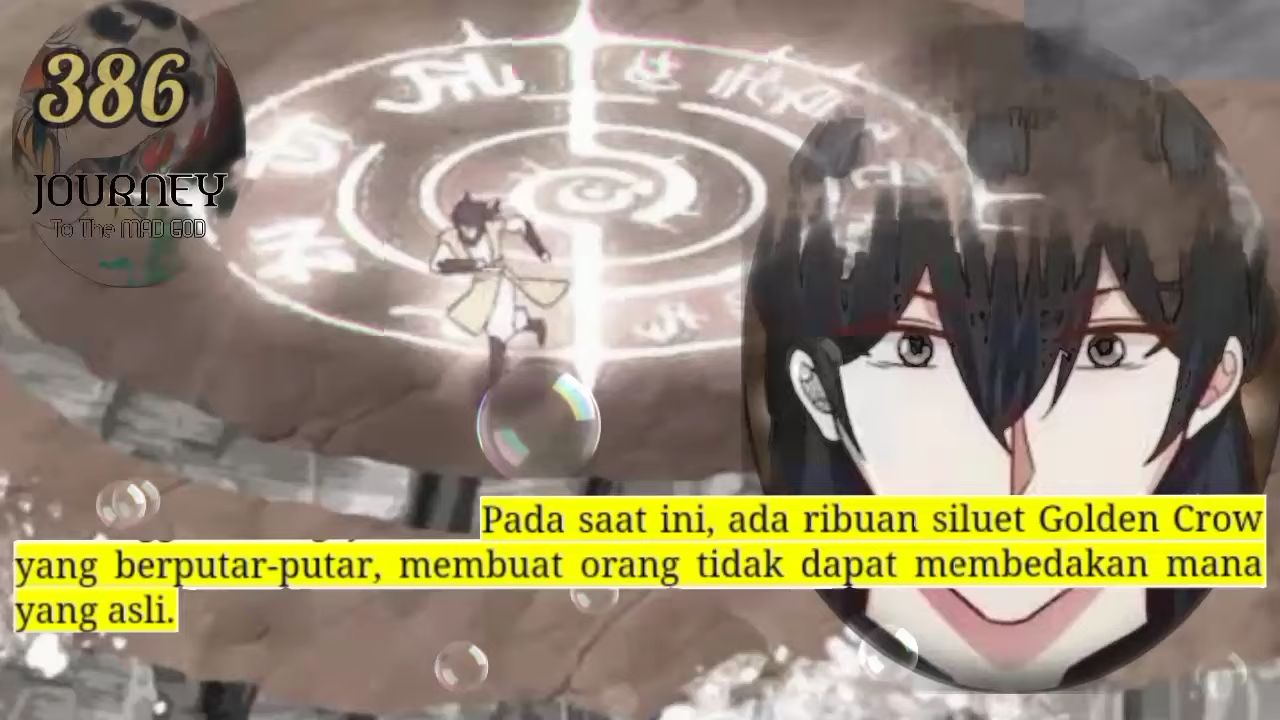 386
JOURNEY
To The MAD GOD
Pada saat ini, ada ribuan siluet Golden Crow
yang berputar-putar, membuat orang tidak dapat membedakan mana
yang asli.